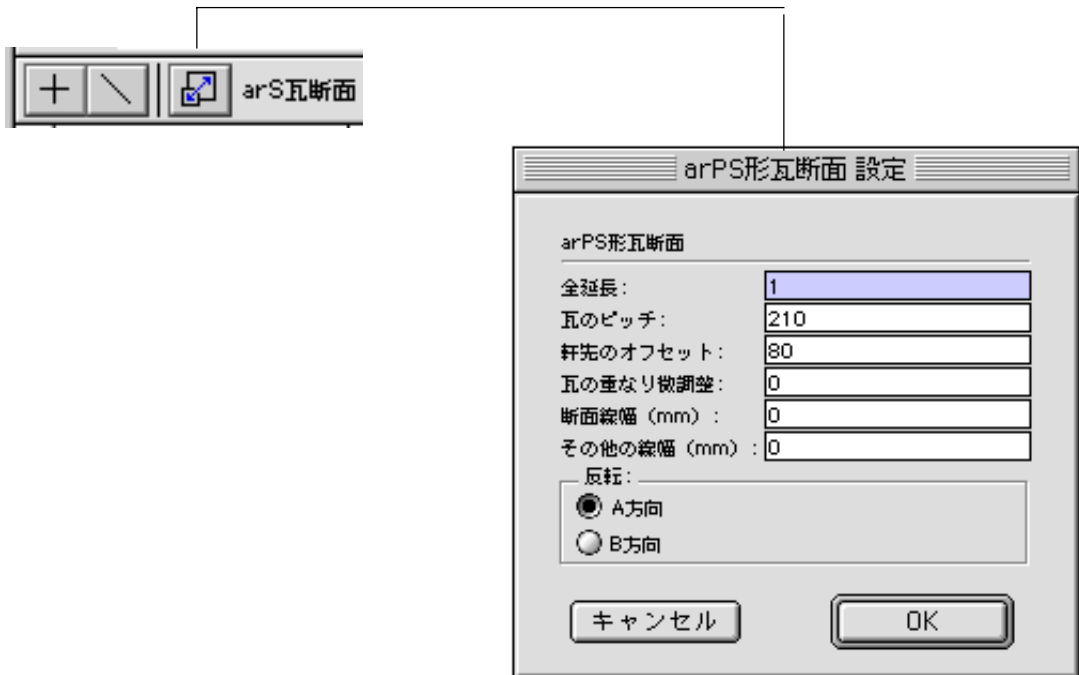 arS瓦断面
arPS形瓦断面 設定
arPS形瓦断面
全延長: 1
瓦のピッチ: 210
軒先のオフセット: 80
瓦の重なり微調整: 0
断面線幅（mm）: 0
その他の線幅（mm）: 0
反転:
A方向
B方向
キャンセル OK